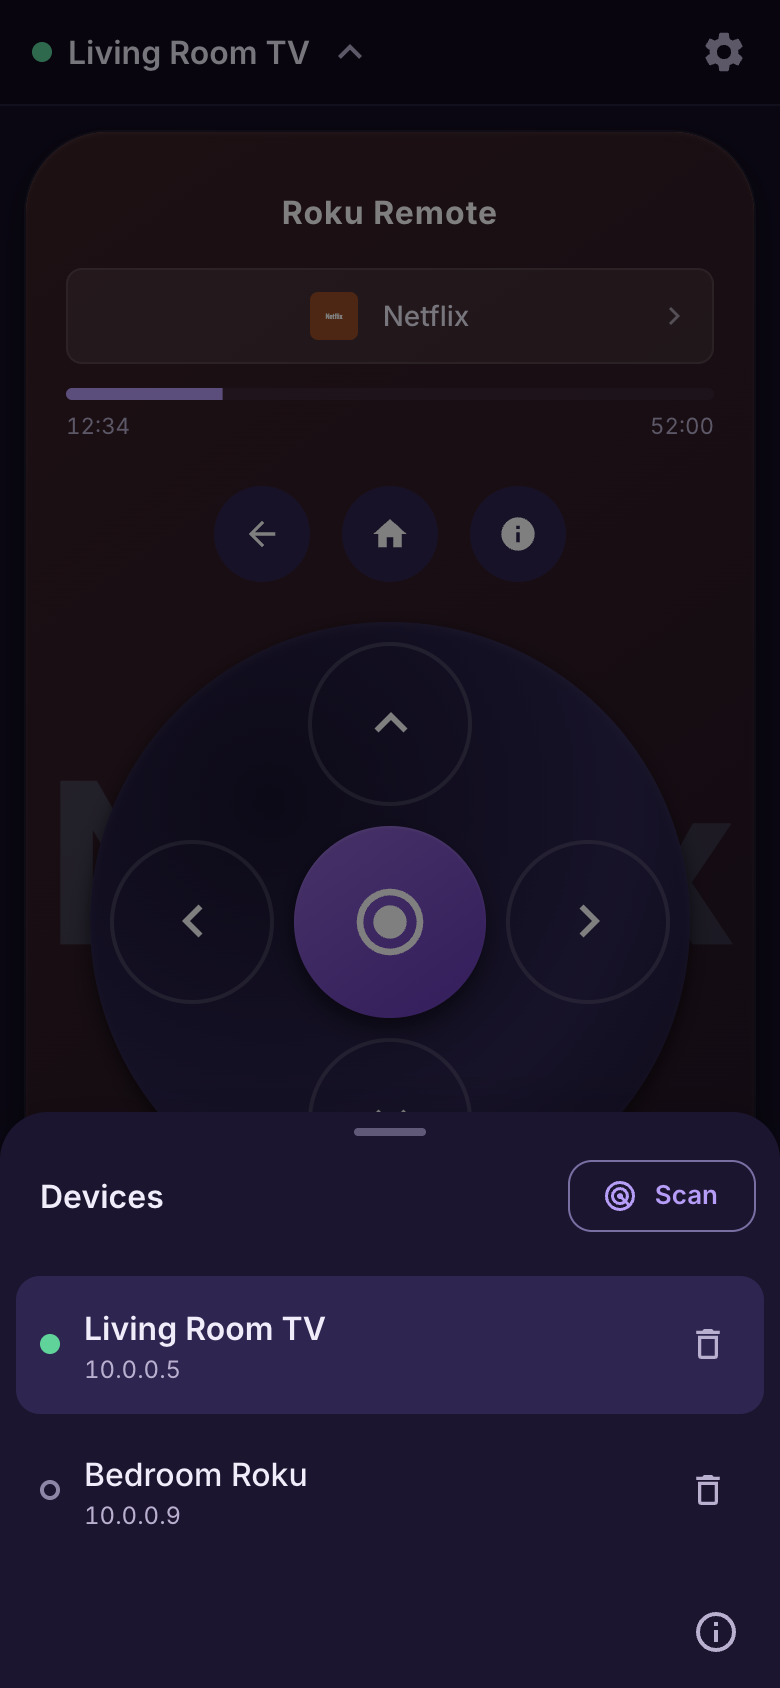 Living Room TV
Roku Remote
Netflix
Netflix
12:34
52:00
Devices
Scan
Living Room TV
10.0.0.5
Bedroom Roku
10.0.0.9